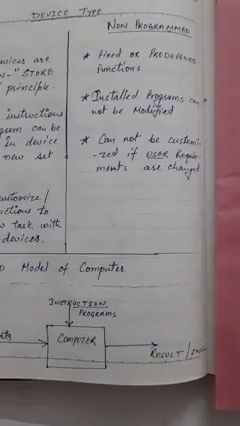 DEVICE TYPE
NON PROGRAMMED
evices are
- "STORE
principle
instructions
gram can be
in device
new set
customize/
uctions to
task with
devices.
* Fixed or PREDEFINED
functions
* Installed Programs can
not be Modified
* Can not be customi-
-zed if USER Require-
ments are changed
Model of Computer
INSTRUCTION
PROGRAMS
COMPUTER
RESULT /